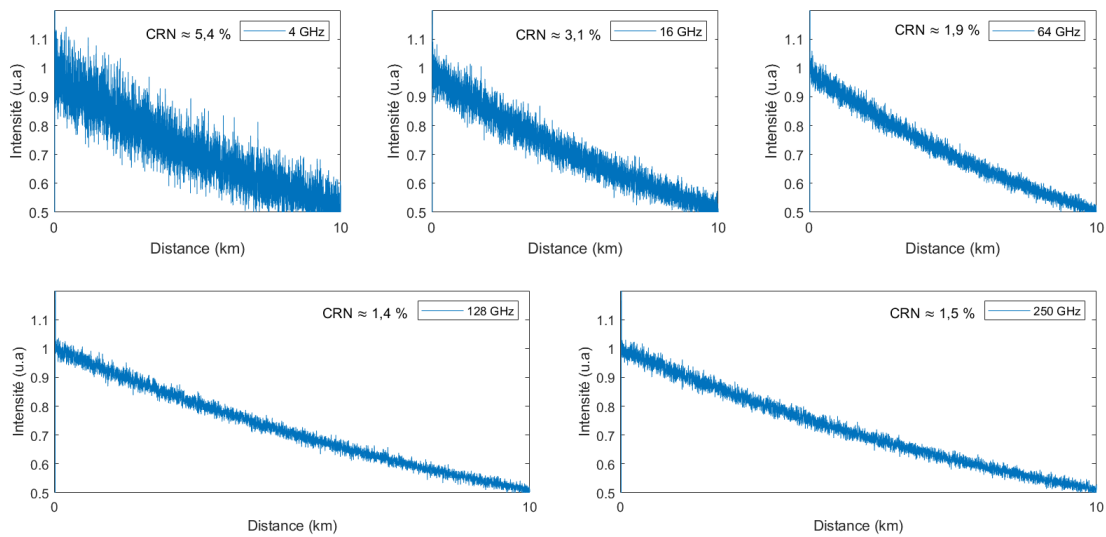 CRN ≈ 5,4 %
4 GHz
1.1
1
0.9
0.8
0.7
0.6
0.5
0
10
Intensité (u.a)
Distance (km)
CRN ≈ 3,1 %
16 GHz
1.1
1
0.9
0.8
0.7
0.6
0.5
0
10
Intensité (u.a)
Distance (km)
CRN ≈ 1,9 %
64 GHz
1.1
1
0.9
0.8
0.7
0.6
0.5
0
10
Intensité (u.a)
Distance (km)
CRN ≈ 1,4 %
128 GHz
1.1
1
0.9
0.8
0.7
0.6
0.5
0
10
Intensité (u.a)
Distance (km)
CRN ≈ 1,5 %
250 GHz
1.1
1
0.9
0.8
0.7
0.6
0.5
0
10
Intensité (u.a)
Distance (km)